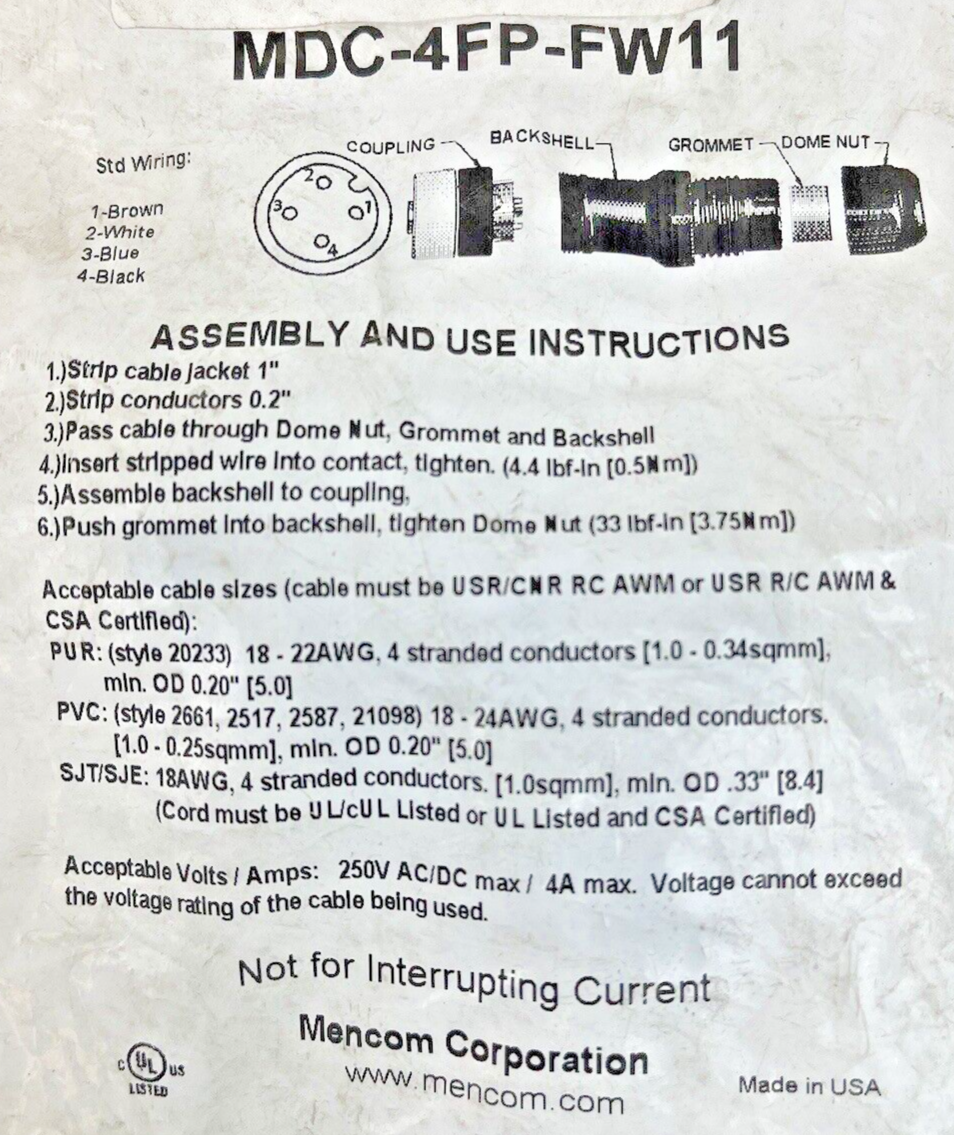 MDC-4FP-FW11
COUPLING
BACKSHELL
GROMMET
DOME NUT
Std Wiring:
1-Brown
2-White
3-Blue
4-Black
2
3
1
4
ASSEMBLY AND USE INSTRUCTIONS
1.)Strip cable jacket 1"
2.)Strip conductors 0.2"
3.)Pass cable through Dome Nut, Grommet and Backshell
4.)Insert stripped wire into contact, tighten. (4.4 lbf-in [0.5Nm])
5.)Assemble backshell to coupling,
6.)Push grommet into backshell, tighten Dome Nut (33 lbf-in [3.75Nm])
Acceptable cable sizes (cable must be USR/CNR RC AWM or USR R/C AWM &
CSA Certified):
PUR: (style 20233) 18 - 22AWG, 4 stranded conductors [1.0 - 0.34sqmm],
min. OD 0.20" [5.0]
PVC: (style 2661, 2517, 2587, 21098) 18 - 24AWG, 4 stranded conductors.
[1.0 - 0.25sqmm], min. OD 0.20" [5.0]
SJT/SJE: 18AWG, 4 stranded conductors. [1.0sqmm], min. OD .33" [8.4]
(Cord must be UL/cUL Listed or UL Listed and CSA Certified)
Acceptable Volts / Amps: 250V AC/DC max / 4A max. Voltage cannot exceed
the voltage rating of the cable being used.
Not for Interrupting Current
Mencom Corporation
www.mencom.com
c UL us
LISTED
Made in USA